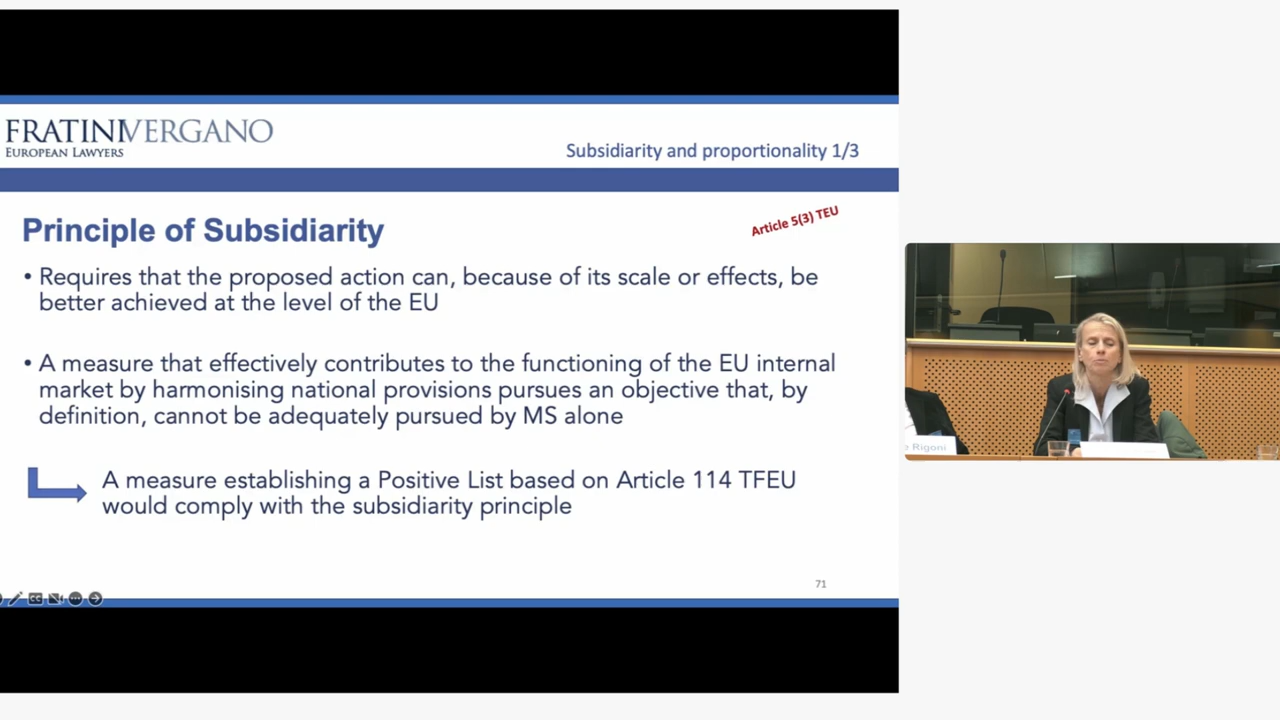 FRATINIVERGANO
EUROPEAN LAWYERS
Subsidiarity and proportionality 1/3
Principle of Subsidiarity
Article 5(3) TEU
• Requires that the proposed action can, because of its scale or effects, be
better achieved at the level of the EU
• A measure that effectively contributes to the functioning of the EU internal
market by harmonising national provisions pursues an objective that, by
definition, cannot be adequately pursued by MS alone
A measure establishing a Positive List based on Article 114 TFEU
would comply with the subsidiarity principle
71
CC
e Rigoni